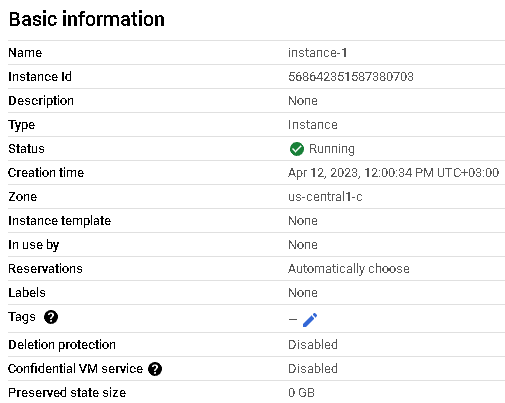 Basic information
Name instance-1
Instance Id 568642351587380703
Description None
Type Instance
Status Running
Creation time Apr 12, 2023, 12:00:34 PM UTC+03:00
Zone us-central1-c
Instance template None
In use by None
Reservations Automatically choose
Labels None
Tags ? —
Deletion protection Disabled
Confidential VM service ? Disabled
Preserved state size 0 GB